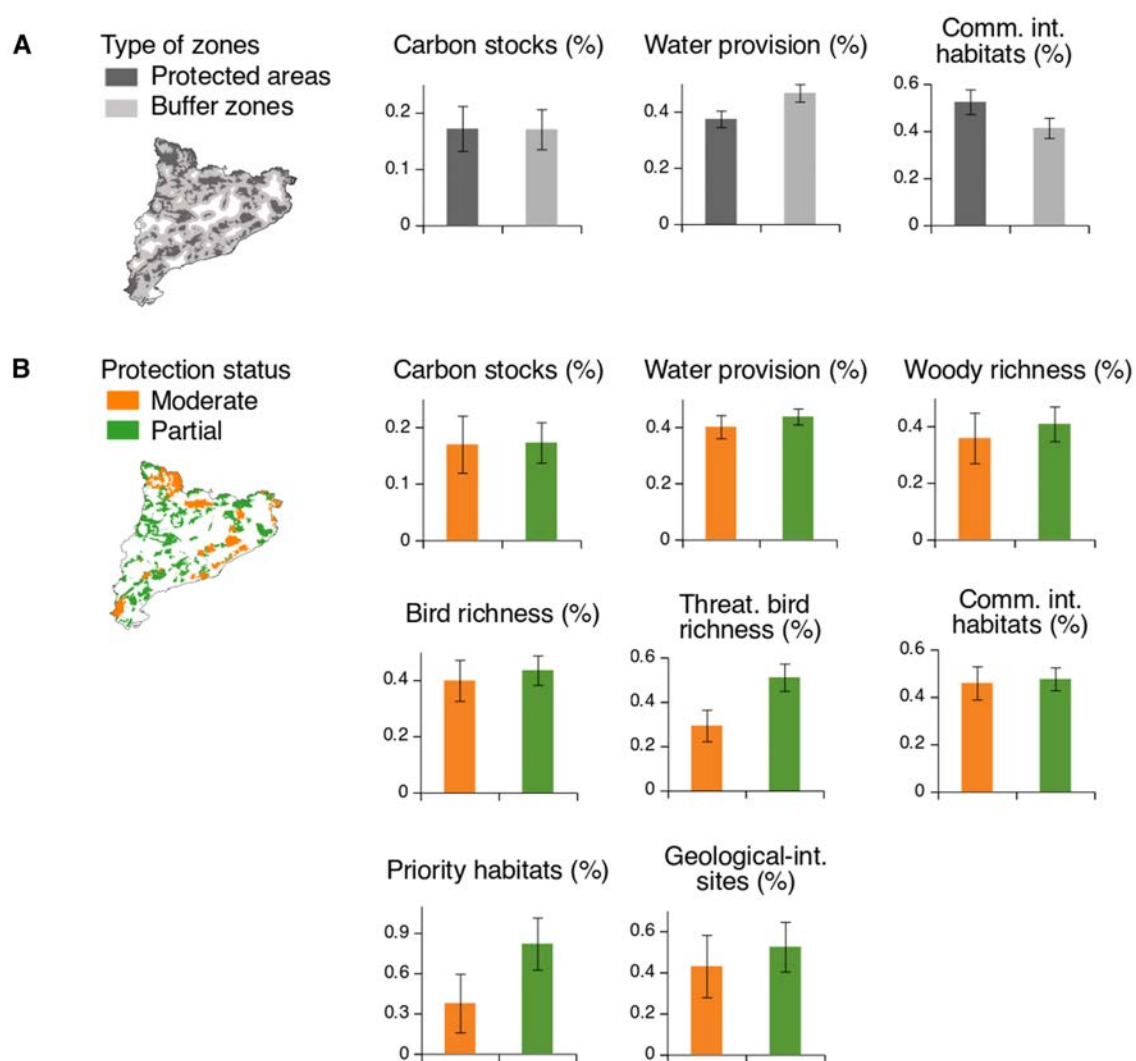 A
Type of zones
Protected areas
Buffer zones
Carbon stocks (%)
0.2
0.1
0
Water provision (%)
0.4
0.2
0
Comm. int.
habitats (%)
0.6
0.4
0.2
0
B
Protection status
Moderate
Partial
Carbon stocks (%)
0.2
0.1
0
Water provision (%)
0.4
0.2
0
Woody richness (%)
0.4
0.2
0
Bird richness (%)
0.4
0.2
0
Threat. bird
richness (%)
0.6
0.4
0.2
0
Comm. int.
habitats (%)
0.6
0.4
0.2
0
Priority habitats (%)
0.9
0.6
0.3
0
Geological-int.
sites (%)
0.6
0.4
0.2
0